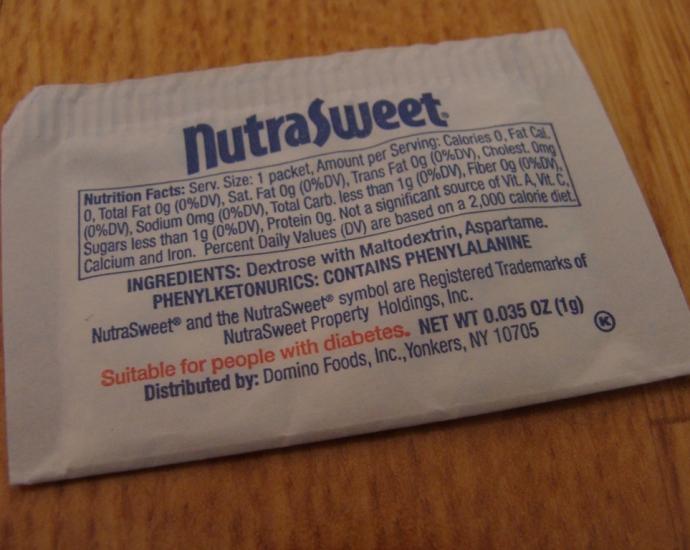 NutraSweet®
Nutrition Facts: Serv. Size: 1 packet, Amount per Serving: Calories 0, Fat Cal.
0, Total Fat 0g (0%DV), Sat. Fat 0g (0%DV), Trans Fat 0g (0%DV), Cholest. 0mg
(0%DV), Sodium 0mg (0%DV), Total Carb. less than 1g (0%DV), Fiber 0g (0%DV),
Sugars less than 1g (0%DV), Protein 0g. Not a significant source of Vit. A, Vit. C,
Calcium and Iron. Percent Daily Values (DV) are based on a 2,000 calorie diet.
INGREDIENTS: Dextrose with Maltodextrin, Aspartame.
PHENYLKETONURICS: CONTAINS PHENYLALANINE
NutraSweet® and the NutraSweet® symbol are Registered Trademarks of
NutraSweet Property Holdings, Inc.
Suitable for people with diabetes. NET WT 0.035 OZ (1g)
Distributed by: Domino Foods, Inc., Yonkers, NY 10705
K